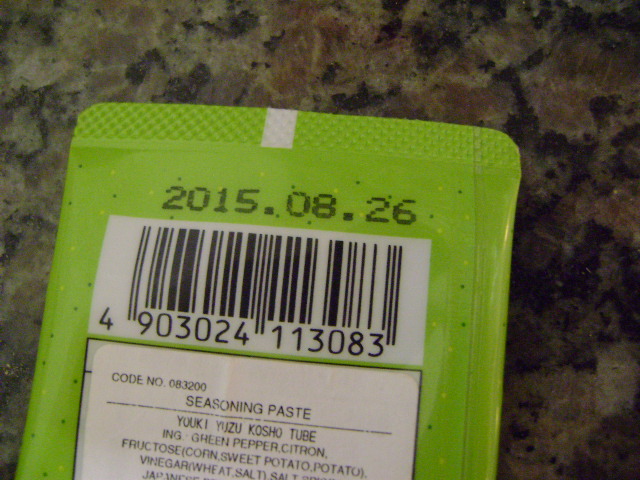 2015.08.26
4 903024 113083
CODE NO. 083200
SEASONING PASTE
YUUKI YUZU KOSHO TUBE
ING.: GREEN PEPPER,CITRON,
FRUCTOSE(CORN,SWEET POTATO,POTATO),
VINEGAR(WHEAT,SALT),SALT,